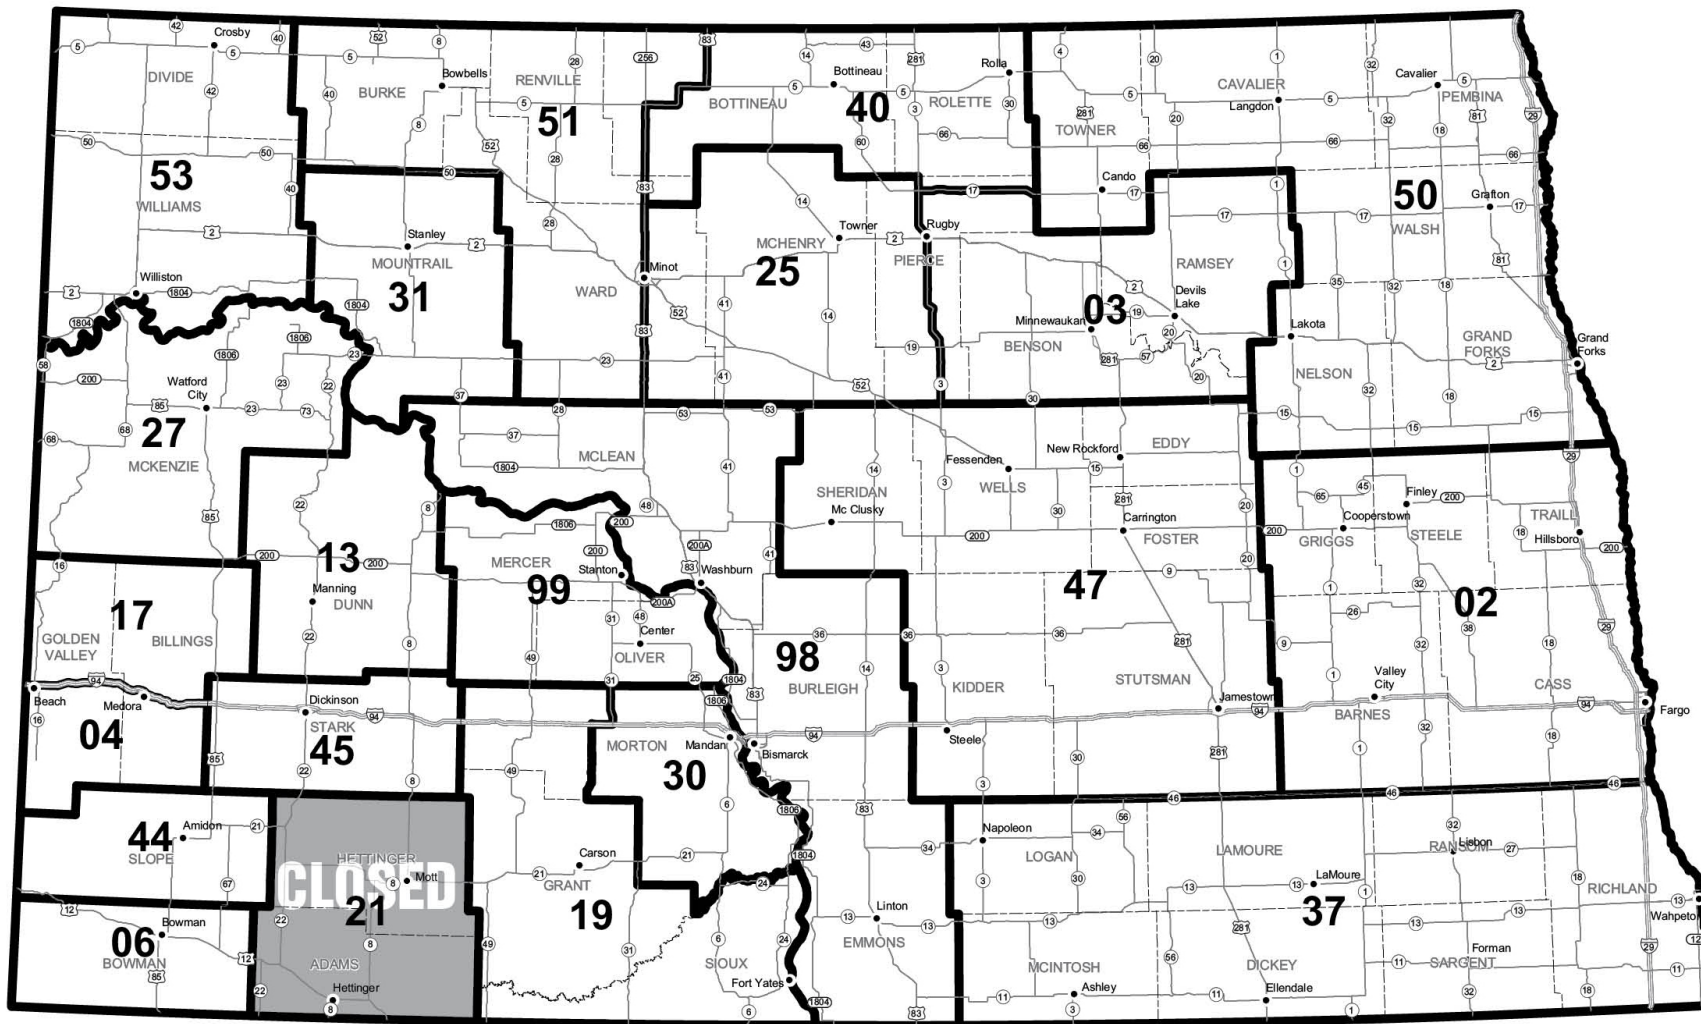 Crosby
DIVIDE
BURKE
Bowbells
RENVILLE
51
BOTTINEAU
Bottineau
40
Rolla
ROLETTE
CAVALIER
Langdon
Cavalier
PEMBINA
TOWNER
Cando
53
WILLIAMS
Williston
Stanley
MOUNTRAIL
31
WARD
Minot
MCHENRY
Towner
25
Rugby
PIERCE
RAMSEY
Devils
Lake
03
Minnewaukan
BENSON
50
Grafton
WALSH
Lakota
NELSON
GRAND
FORKS
Grand
Forks
Watford
City
27
MCKENZIE
MCLEAN
SHERIDAN
Mc Clusky
Fessenden
WELLS
New Rockford
EDDY
Carrington
FOSTER
Cooperstown
GRIGGS
Finley
STEELE
TRAILL
Hillsboro
13
Manning
DUNN
MERCER
Stanton
99
Washburn
Center
OLIVER
47
02
17
GOLDEN
VALLEY
BILLINGS
98
BURLEIGH
KIDDER
STUTSMAN
Jamestown
Valley
City
BARNES
CASS
Fargo
Beach
Medora
04
Dickinson
STARK
45
MORTON
Mandan
Bismarck
30
Steele
44
Amidon
SLOPE
HETTINGER
CLOSED
Mott
21
Carson
GRANT
19
Napoleon
LOGAN
LAMOURE
LaMoure
37
RANSOM
Lisbon
RICHLAND
Wahpeto
Bowman
06
BOWMAN
ADAMS
Hettinger
SIOUX
Fort Yates
Linton
EMMONS
MCINTOSH
Ashley
DICKEY
Ellendale
Forman
SARGENT